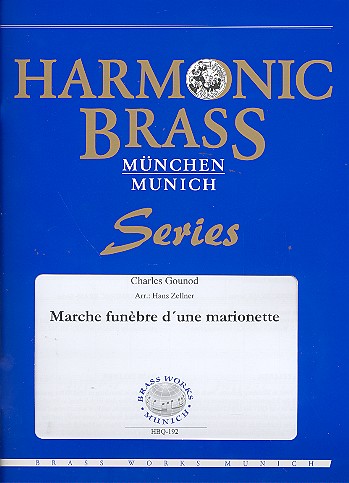 HARMONIC
BRASS
MÜNCHEN
MUNICH
Series
Charles Gounod
Arr.: Hans Zellner
Marche funèbre d´une marionette
BRASS WORKS
MUNICH
HBQ-192
BRASS WORKS MUNICH